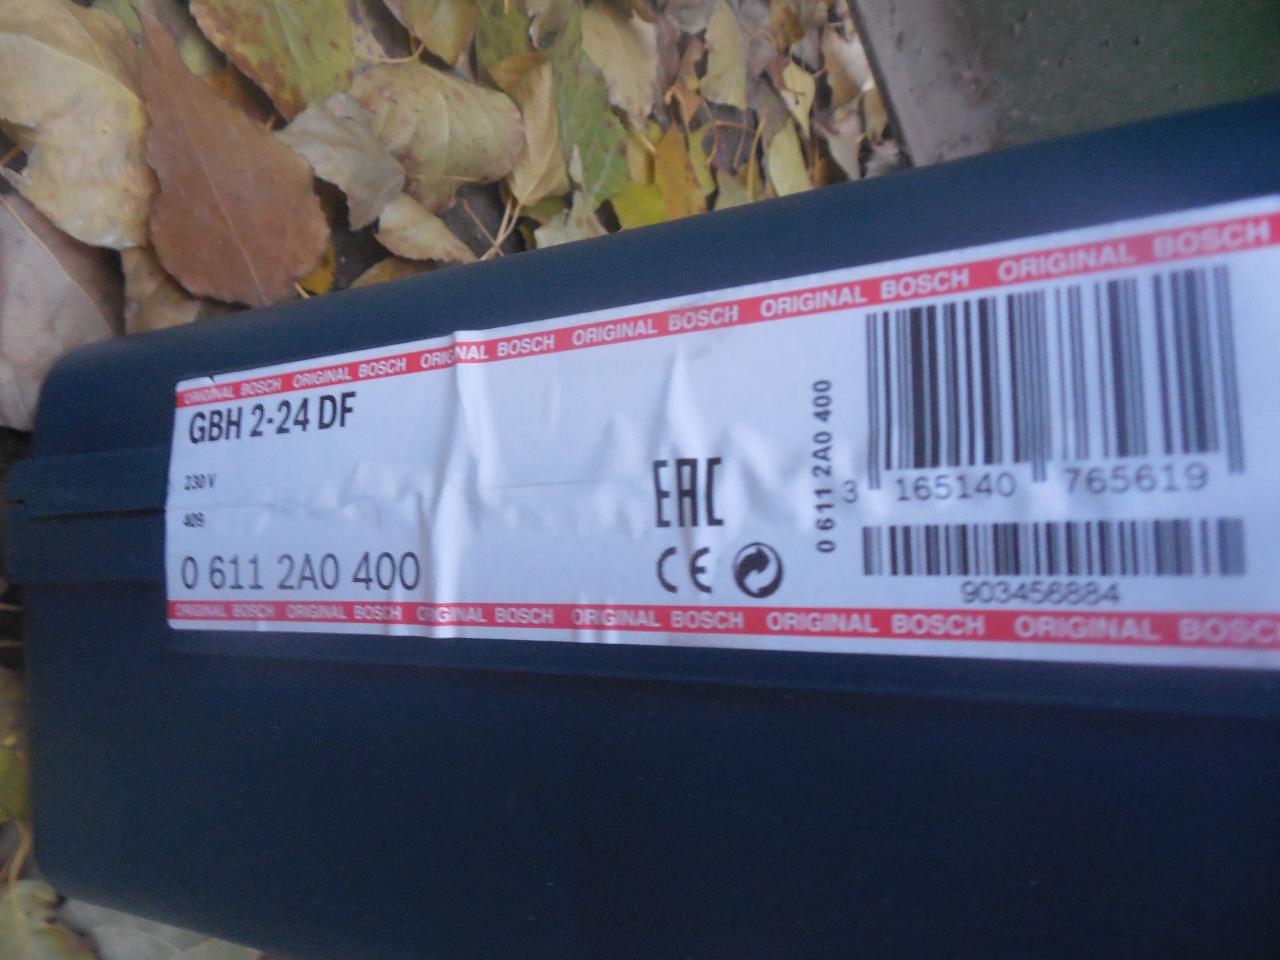 ORIGINAL BOSCH ORIGINAL BOSCH ORIGINAL BOSCH ORIGINAL BOSCH ORIGINAL BOSCH ORIGINAL BOSCH
GBH 2-24 DF
230 V
409
0 611 2A0 400
EAC
CE
0 611 2A0 400
3 165140 765619
903456884
ORIGINAL BOSCH ORIGINAL BOSCH ORIGINAL BOSCH ORIGINAL BOSCH ORIGINAL BOSCH ORIGINAL BOSC